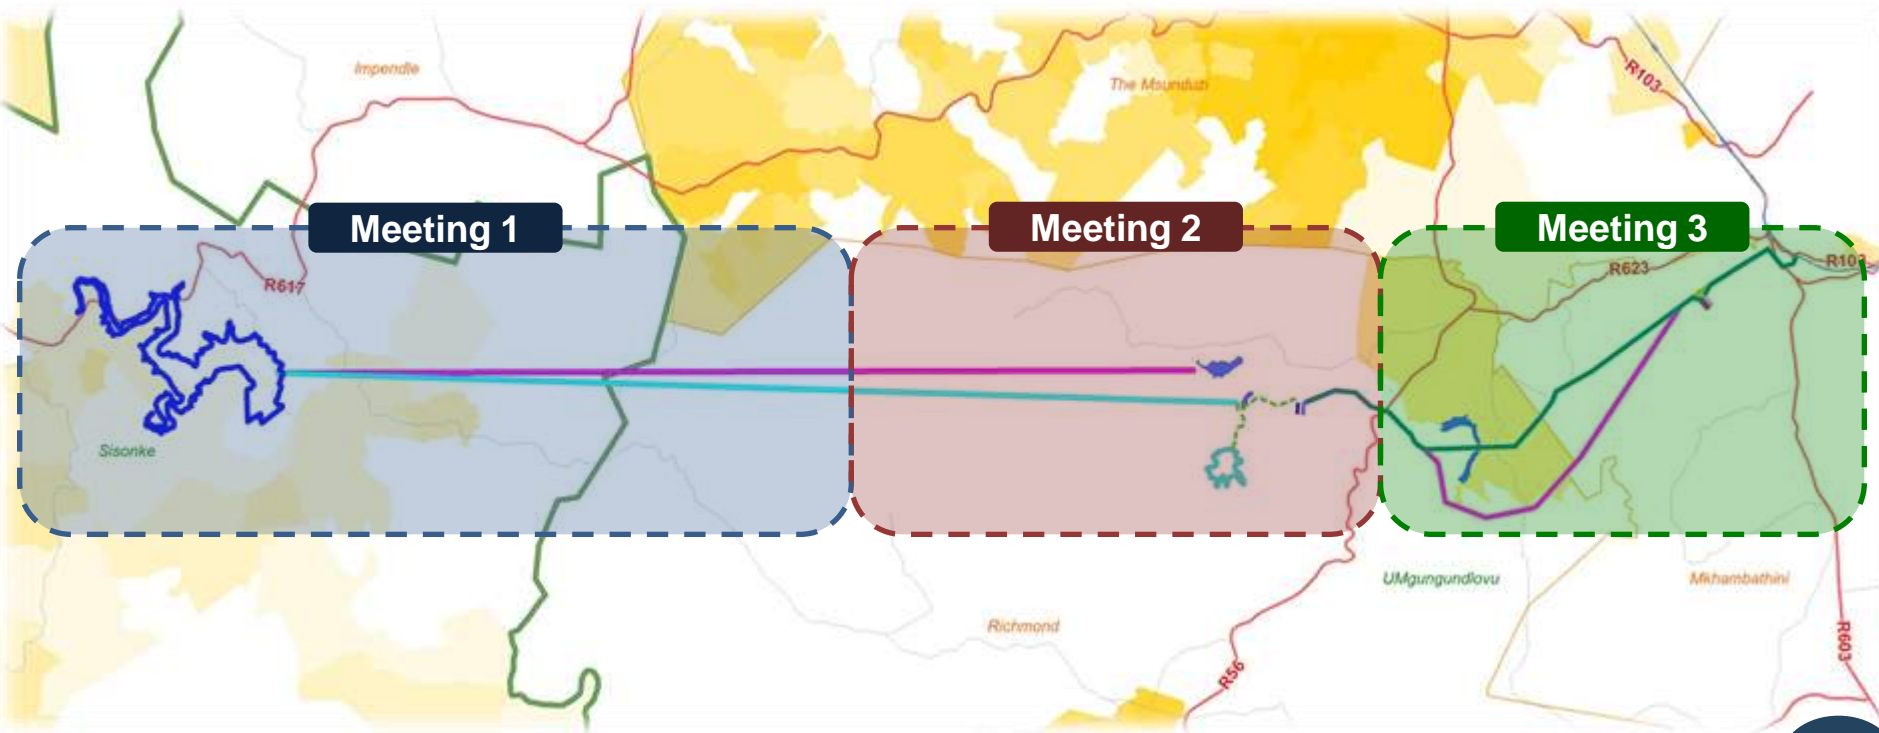 Impendle
The Msunduzi
R103
Meeting 1
Meeting 2
Meeting 3
R617
R623
R103
Sisonke
UMgungundlovu
Mkhambathini
Richmond
R56
R603